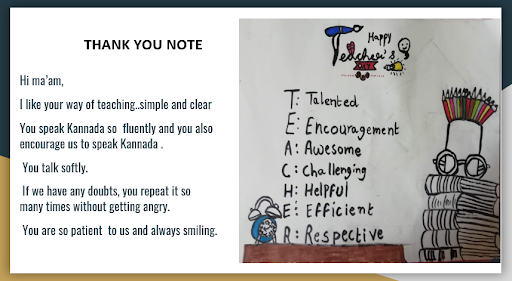 THANK YOU NOTE
Hi ma'am,
I like your way of teaching..simple and clear
You speak Kannada so fluently and you also
encourage us to speak Kannada .
You talk softly.
If we have any doubts, you repeat it so
many times without getting angry.
You are so patient to us and always smiling.
Happy
Teacher's
DAY
T: Talented
E: Encouragement
A: Awesome
C: Challenging
H: Helpful
E: Efficient
R: Respective